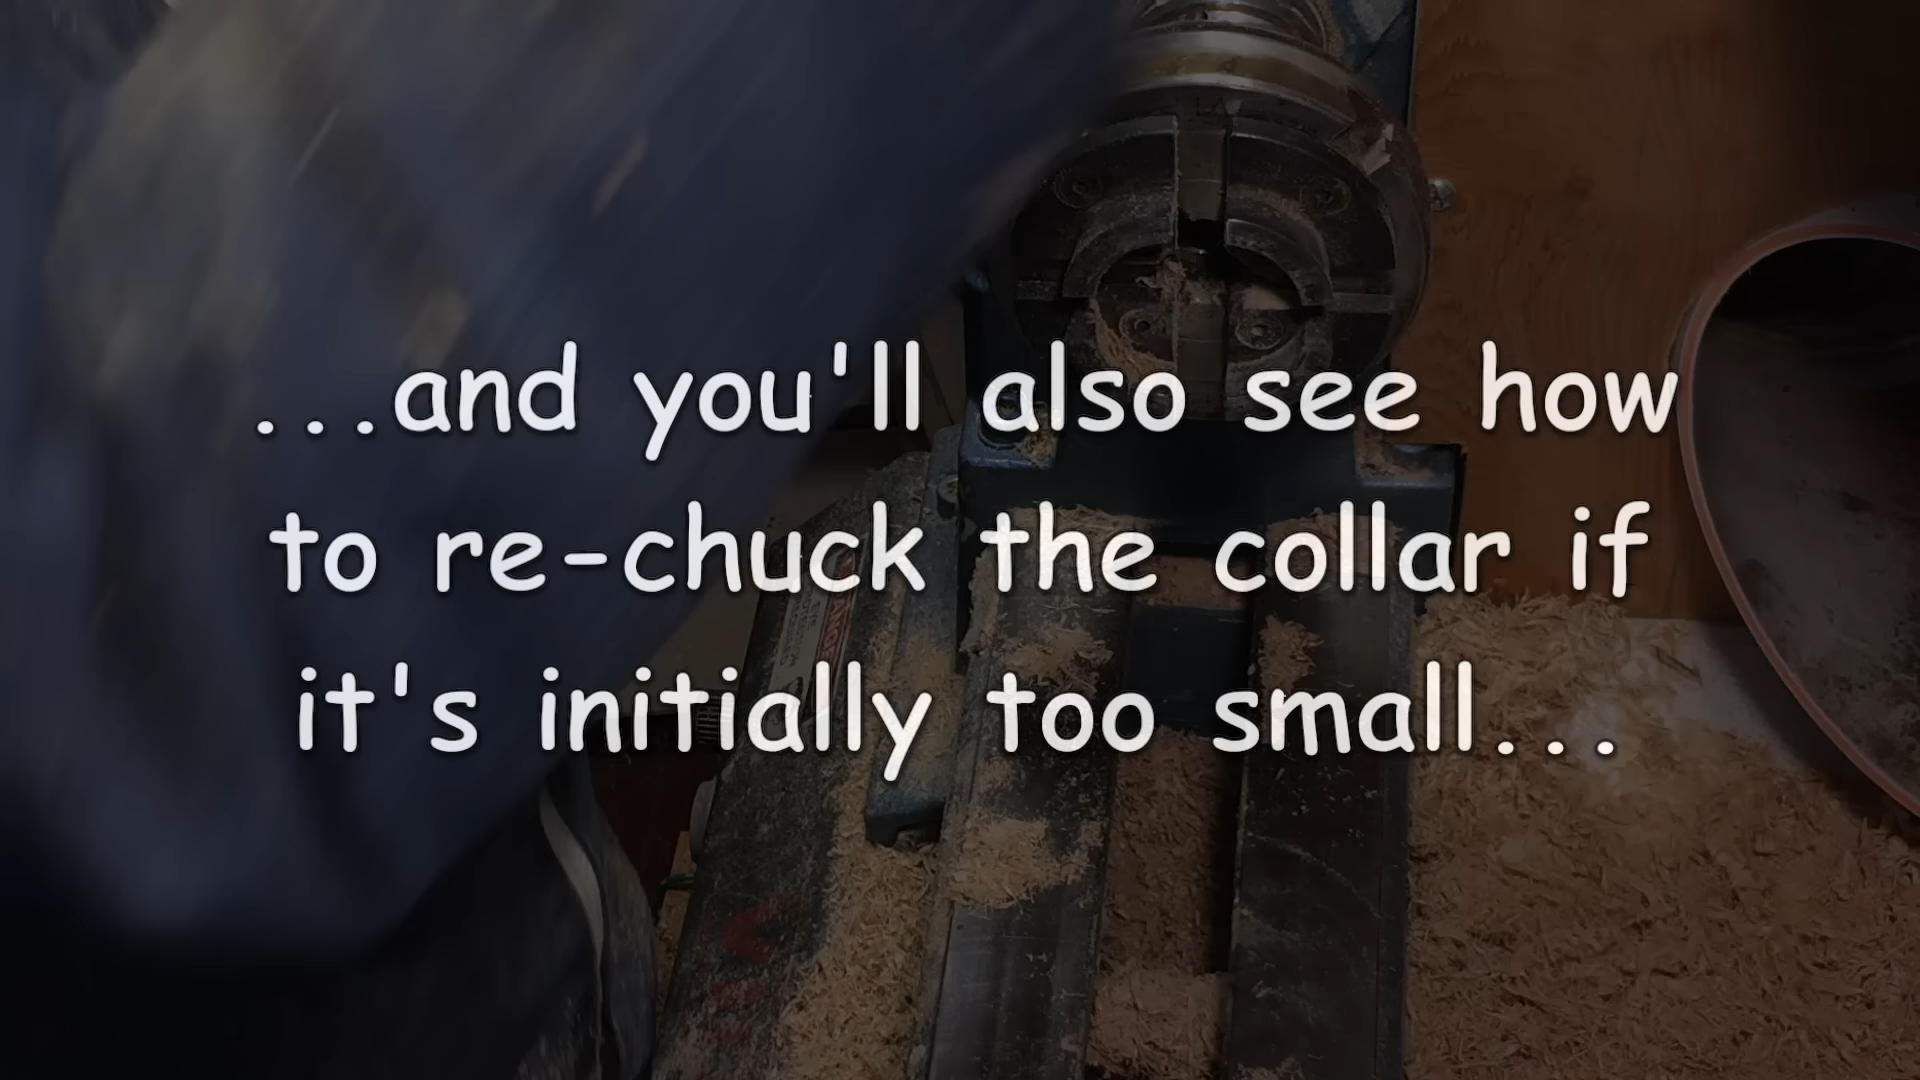 ...and you'll also see how
to re-chuck the collar if
it's initially too small...